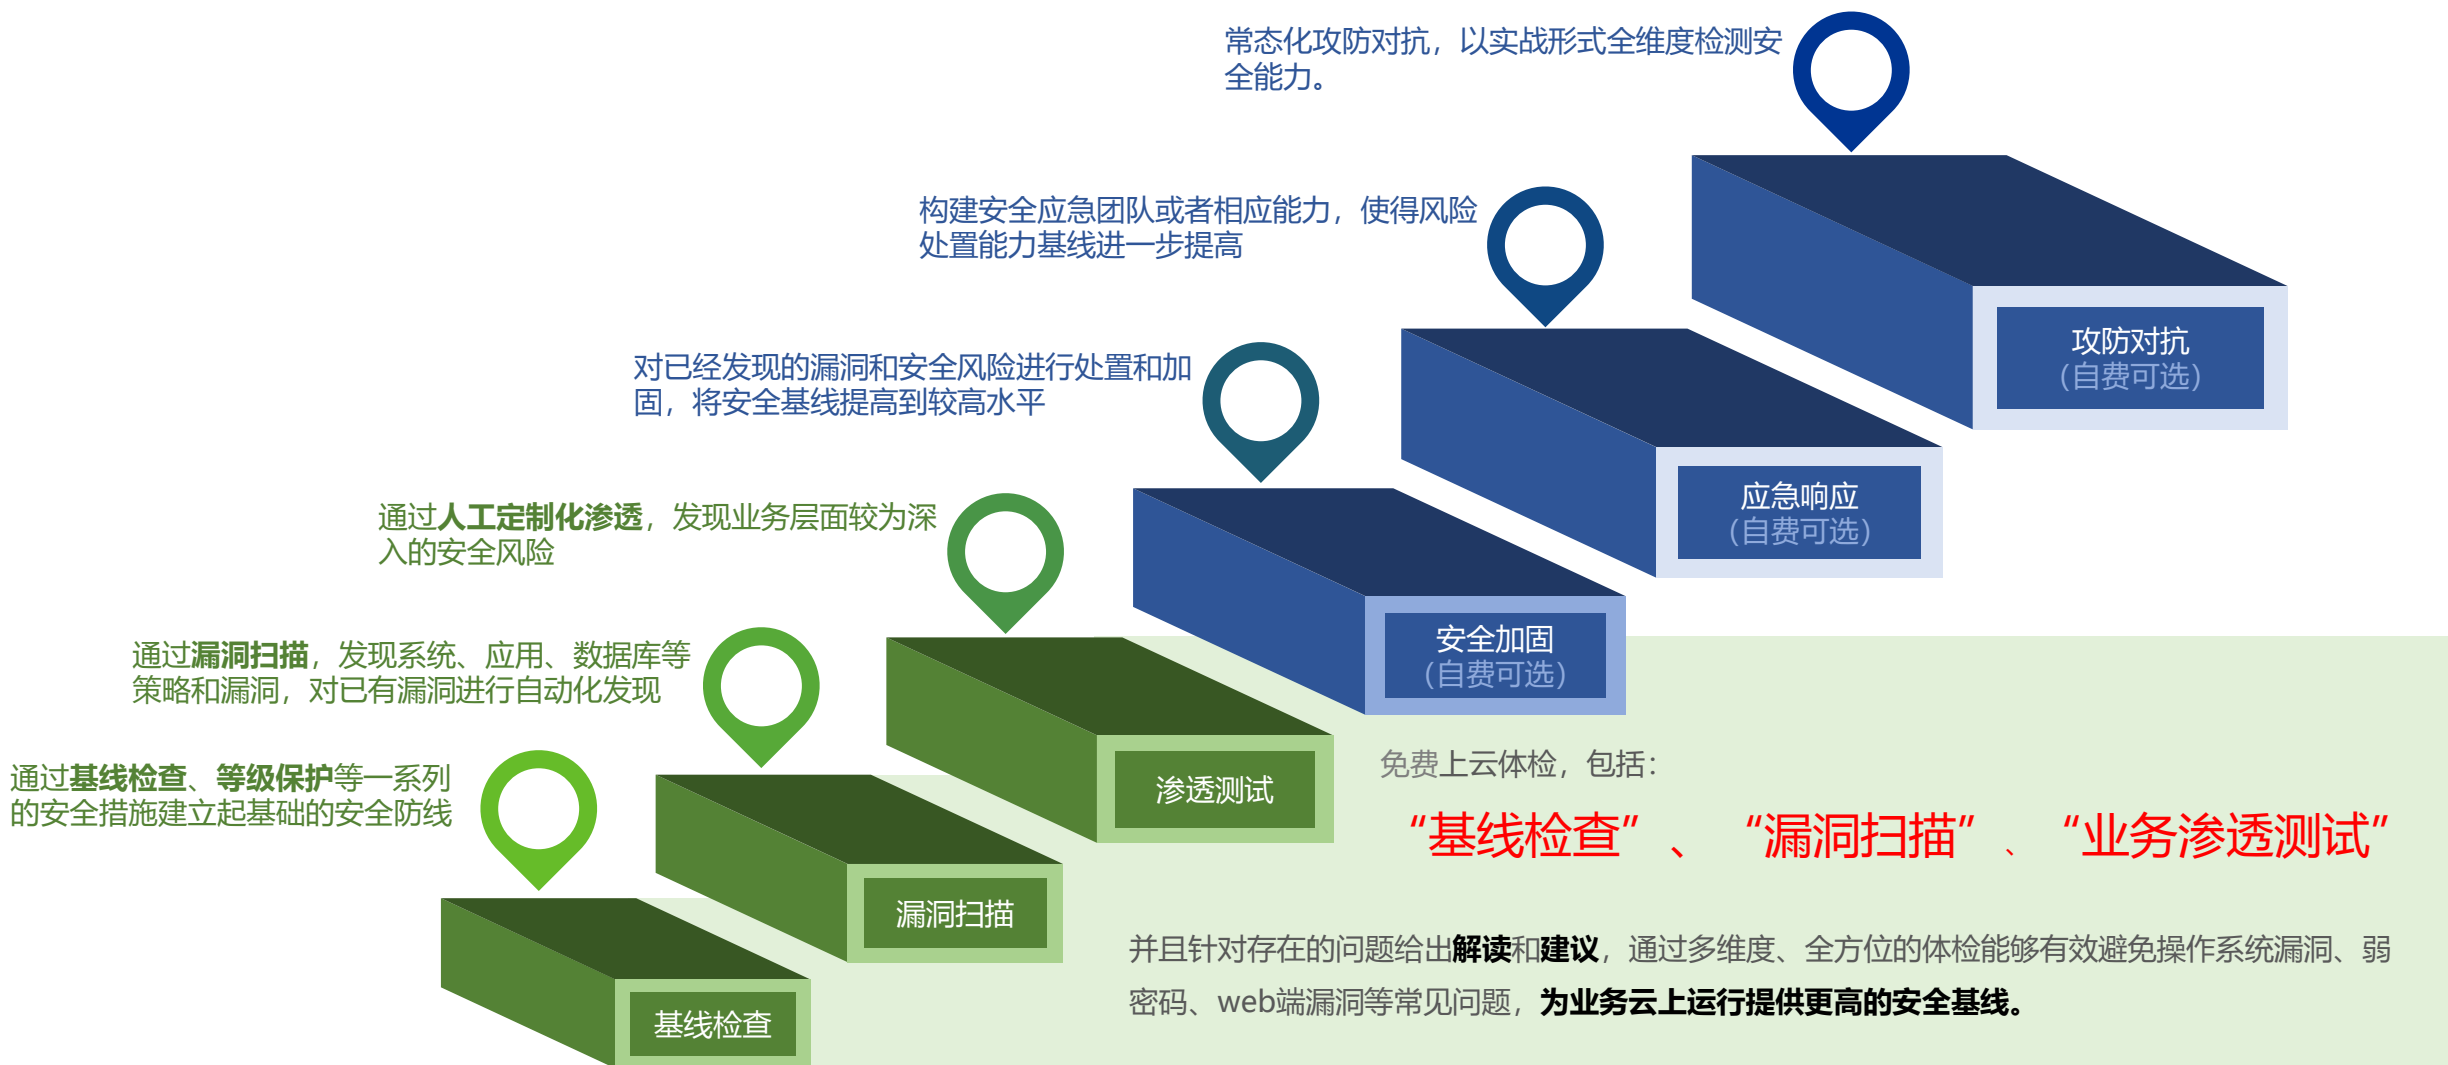 常态化攻防对抗，以实战形式全维度检测安
全能力。
构建安全应急团队或者相应能力，使得风险
处置能力基线进一步提高
攻防对抗
（自费可选）
对已经发现的漏洞和安全风险进行处置和加
固，将安全基线提高到较高水平
应急响应
（自费可选）
通过人工定制化渗透，发现业务层面较为深
入的安全风险
安全加固
（自费可选）
通过漏洞扫描，发现系统、应用、数据库等
策略和漏洞，对已有漏洞进行自动化发现
渗透测试
通过基线检查、等级保护等一系列
的安全措施建立起基础的安全防线
漏洞扫描
基线检查
免费上云体检，包括：
“基线检查”、 “漏洞扫描”、 “业务渗透测试”
并且针对存在的问题给出解读和建议，通过多维度、全方位的体检能够有效避免操作系统漏洞、弱
密码、web端漏洞等常见问题，为业务云上运行提供更高的安全基线。